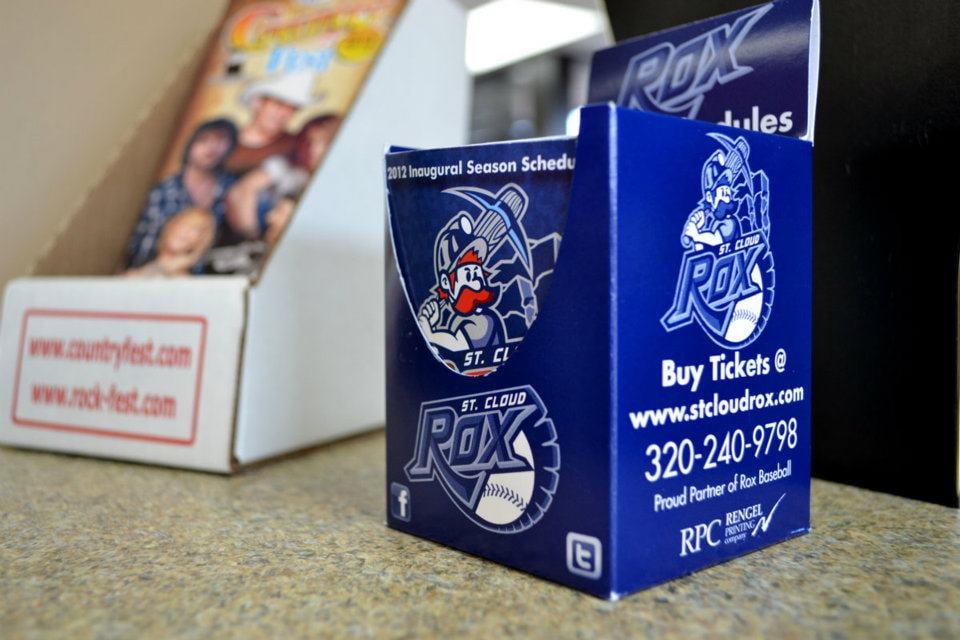 Country
Fest
www.countryfest.com
www.rock-fest.com
ROX
dules
2012 Inaugural Season Schedu
ST. CL
ST. CLOUD
ROX
f
t
ST. CLOUD
ROX
Buy Tickets @
www.stcloudrox.com
320-240-9798
Proud Partner of Rox Baseball
RPC RENGEL
PRINTING
company